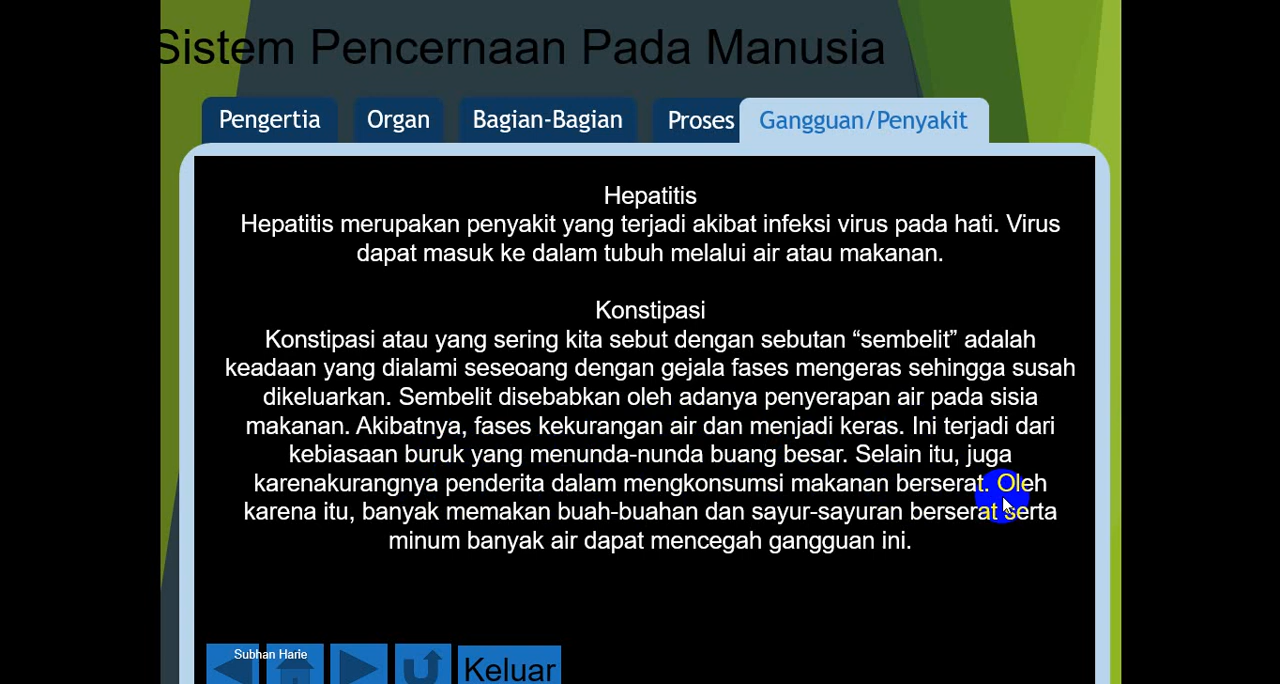 Sistem Pencernaan Pada Manusia
Pengertia Organ Bagian-Bagian Proses Gangguan/Penyakit
Hepatitis
Hepatitis merupakan penyakit yang terjadi akibat infeksi virus pada hati. Virus
dapat masuk ke dalam tubuh melalui air atau makanan.
Konstipasi
Konstipasi atau yang sering kita sebut dengan sebutan “sembelit” adalah
keadaan yang dialami seseoang dengan gejala fases mengeras sehingga susah
dikeluarkan. Sembelit disebabkan oleh adanya penyerapan air pada sisia
makanan. Akibatnya, fases kekurangan air dan menjadi keras. Ini terjadi dari
kebiasaan buruk yang menunda-nunda buang besar. Selain itu, juga
karenakurangnya penderita dalam mengkonsumsi makanan berserat. Oleh
karena itu, banyak memakan buah-buahan dan sayur-sayuran berserat serta
minum banyak air dapat mencegah gangguan ini.
Subhan Harie
Keluar